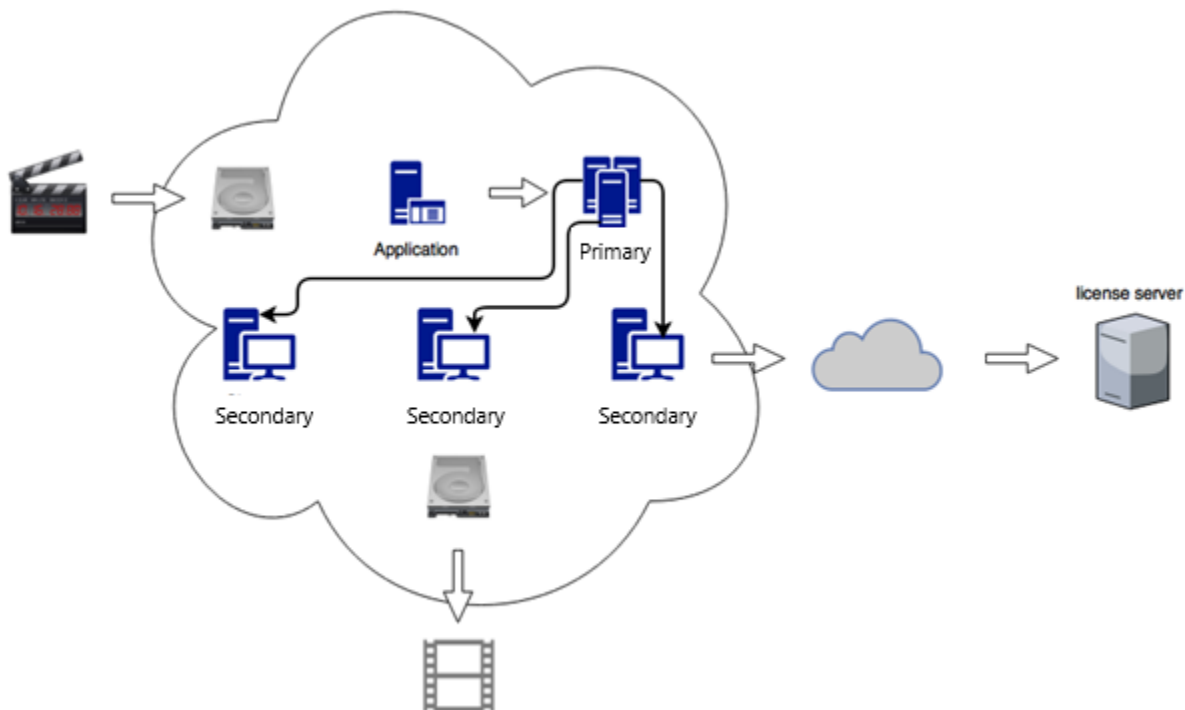 Application
Primary
license server
Secondary
Secondary
Secondary